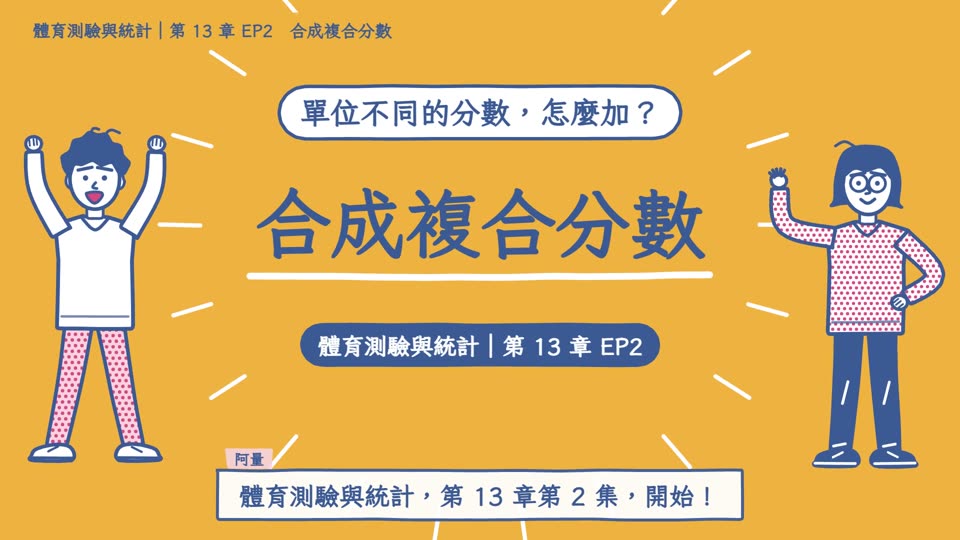 體育測驗與統計｜第 13 章 EP2　合成複合分數
單位不同的分數，怎麼加？
合成複合分數
體育測驗與統計｜第 13 章 EP2
阿量
體育測驗與統計，第 13 章第 2 集，開始！